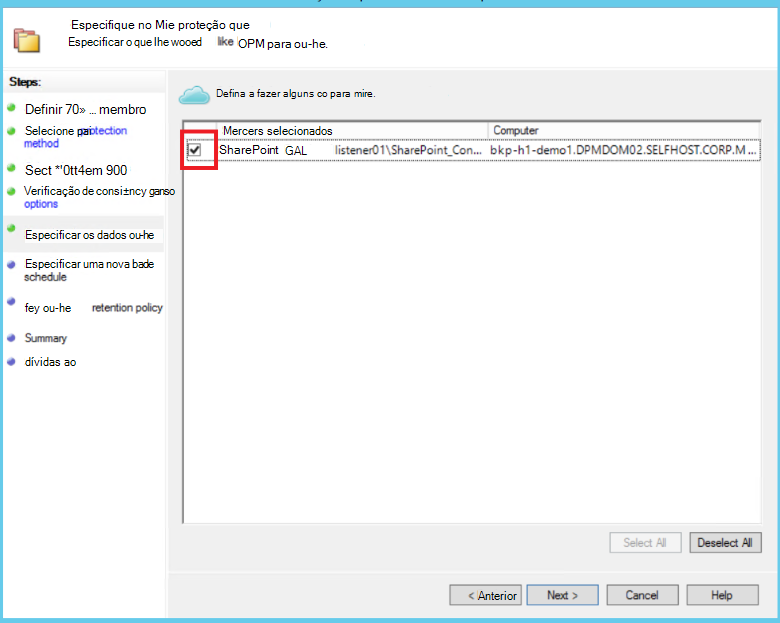 Especifique no Mie proteção que
Especificar o que lhe wooed like OPM para ou-he.
Steps:
Definir 70» ... membro
Selecione pai protection
method
Sect *'0tt4em 900
Verificação de consi±ncy ganso
options
Especificar os dados ou-he
Especificar uma nova bade
schedule
fey ou-he retention policy
Summary
dívidas ao
Defina a fazer alguns co para mire.
Mercers selecionados Computer
SharePoint GAL listener01\SharePoint_Con... bkp-h1-demo1.DPMDOM02.SELFHOST.CORP.M ...
Select All Deselect All
< Anterior Next > Cancel Help